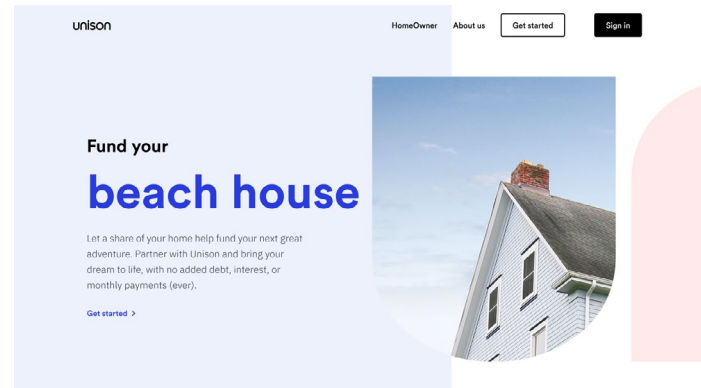 unison
HomeOwner
About us
Get started
Sign in
Fund your
beach house
Let a share of your home help fund your next great
adventure. Partner with Unison and bring your
dream to life, with no added debt, interest, or
monthly payments (ever).
Get started >